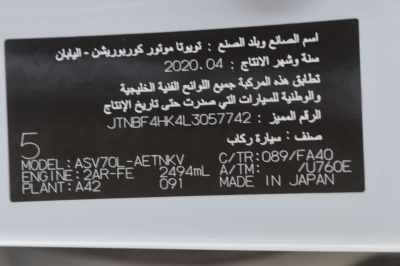 اسم الصانع وبلد الصنع : تويوتا موتور كوربوريشن - اليابان
سنة وشهر الانتاج : 2020.04
تطابق هذه المركبة جميع اللوائح الفنية الخليجية
والوطنية للسيارات التي صدرت حتى تاريخ الإنتاج
الرقم المميز : JTNBF4HK4L3057742
صنف : سيارة ركاب
5
MODEL:ASV70L-AETNKV C/TR:089/FA40
ENGINE:2AR-FE 2494mL A/TM: /U760E
PLANT:A42 091 MADE IN JAPAN